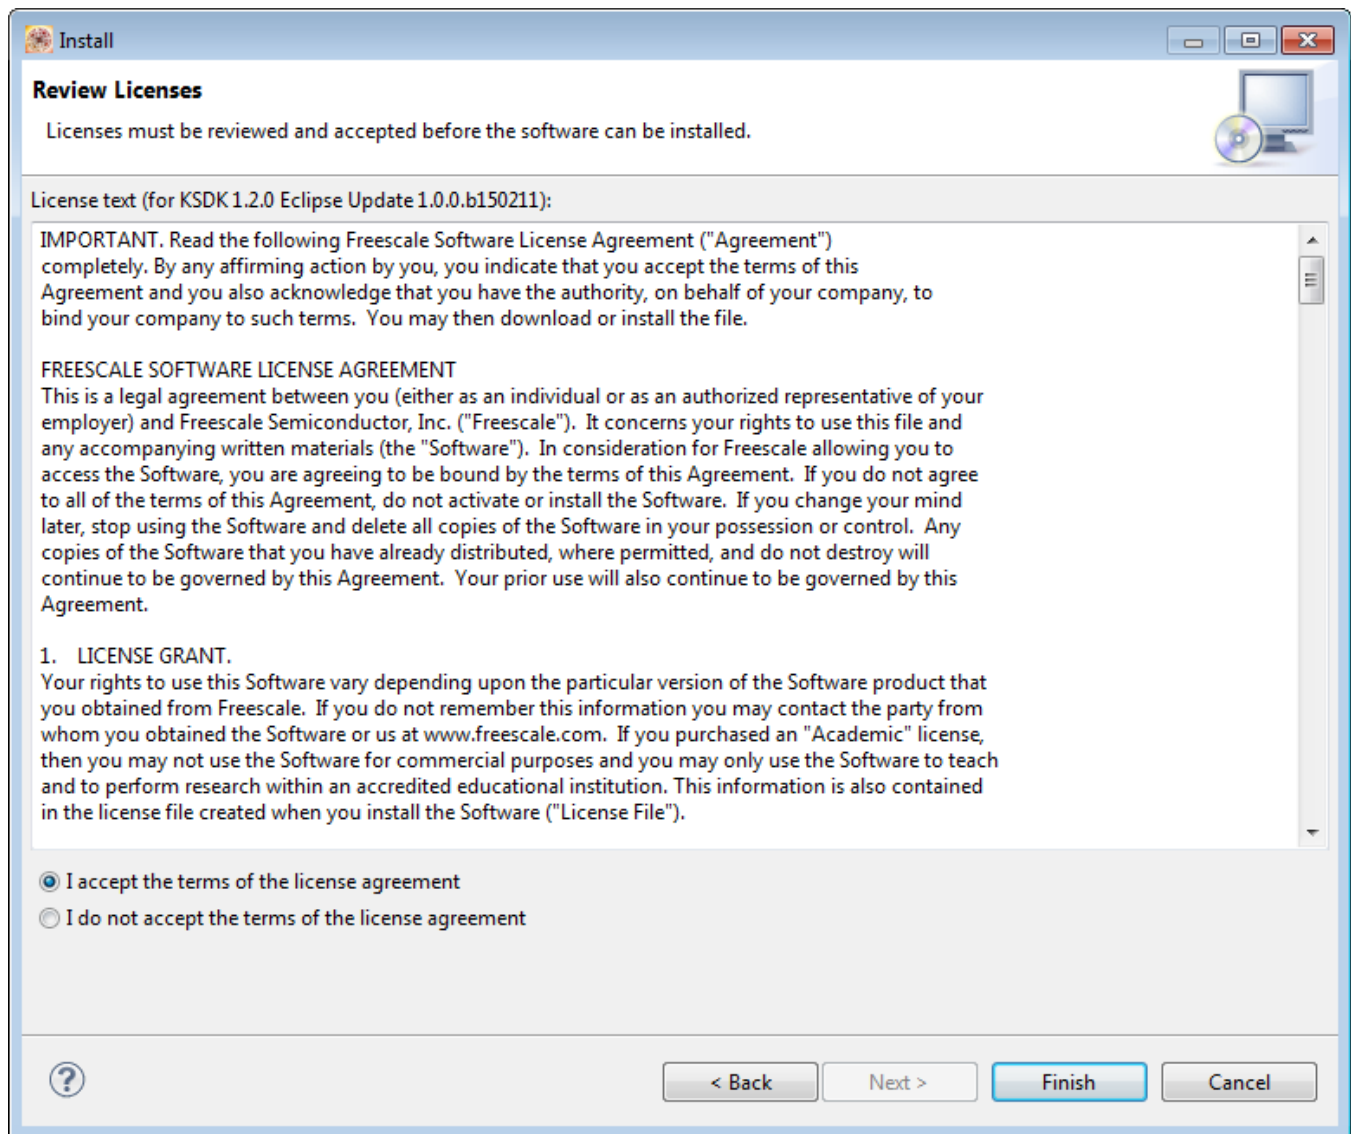 Install
Review Licenses
Licenses must be reviewed and accepted before the software can be installed.
License text (for KSDK 1.2.0 Eclipse Update 1.0.0.b150211):
IMPORTANT. Read the following Freescale Software License Agreement ("Agreement")
completely. By any affirming action by you, you indicate that you accept the terms of this
Agreement and you also acknowledge that you have the authority, on behalf of your company, to
bind your company to such terms.  You may then download or install the file.
FREESCALE SOFTWARE LICENSE AGREEMENT
This is a legal agreement between you (either as an individual or as an authorized representative of your
employer) and Freescale Semiconductor, Inc. ("Freescale").  It concerns your rights to use this file and
any accompanying written materials (the "Software").  In consideration for Freescale allowing you to
access the Software, you are agreeing to be bound by the terms of this Agreement.  If you do not agree
to all of the terms of this Agreement, do not activate or install the Software.  If you change your mind
later, stop using the Software and delete all copies of the Software in your possession or control.  Any
copies of the Software that you have already distributed, where permitted, and do not destroy will
continue to be governed by this Agreement.  Your prior use will also continue to be governed by this
Agreement.
1.   LICENSE GRANT.
Your rights to use this Software vary depending upon the particular version of the Software product that
you obtained from Freescale.  If you do not remember this information you may contact the party from
whom you obtained the Software or us at www.freescale.com.  If you purchased an "Academic" license,
then you may not use the Software for commercial purposes and you may only use the Software to teach
and to perform research within an accredited educational institution. This information is also contained
in the license file created when you install the Software ("License File").
I accept the terms of the license agreement
I do not accept the terms of the license agreement
?
< Back
Next >
Finish
Cancel